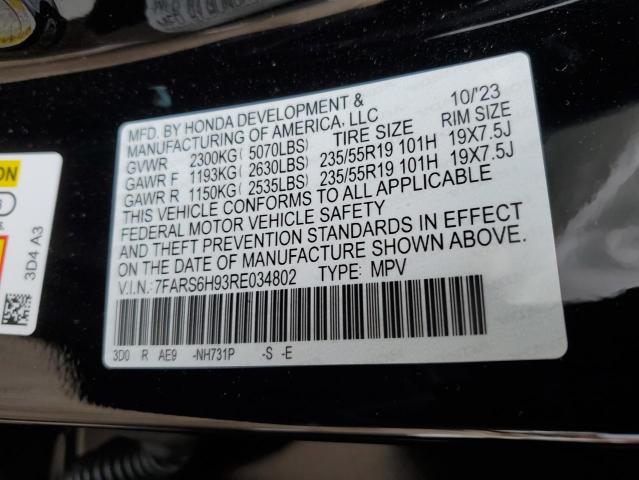 MFD. BY HONDA DEVELOPMENT & 10/'23
MANUFACTURING OF AMERICA, LLC
GVWR 2300KG( 5070LBS) TIRE SIZE RIM SIZE
GAWR F 1193KG( 2630LBS) 235/55R19 101H 19X7.5J
GAWR R 1150KG( 2535LBS) 235/55R19 101H 19X7.5J
THIS VEHICLE CONFORMS TO ALL APPLICABLE
FEDERAL MOTOR VEHICLE SAFETY
AND THEFT PREVENTION STANDARDS IN EFFECT
ON THE DATE OF MANUFACTURE SHOWN ABOVE.
V.I.N.: 7FARS6H93RE034802 TYPE: MPV
3D0 R AE9 -NH731P -S -E
3D4 A3